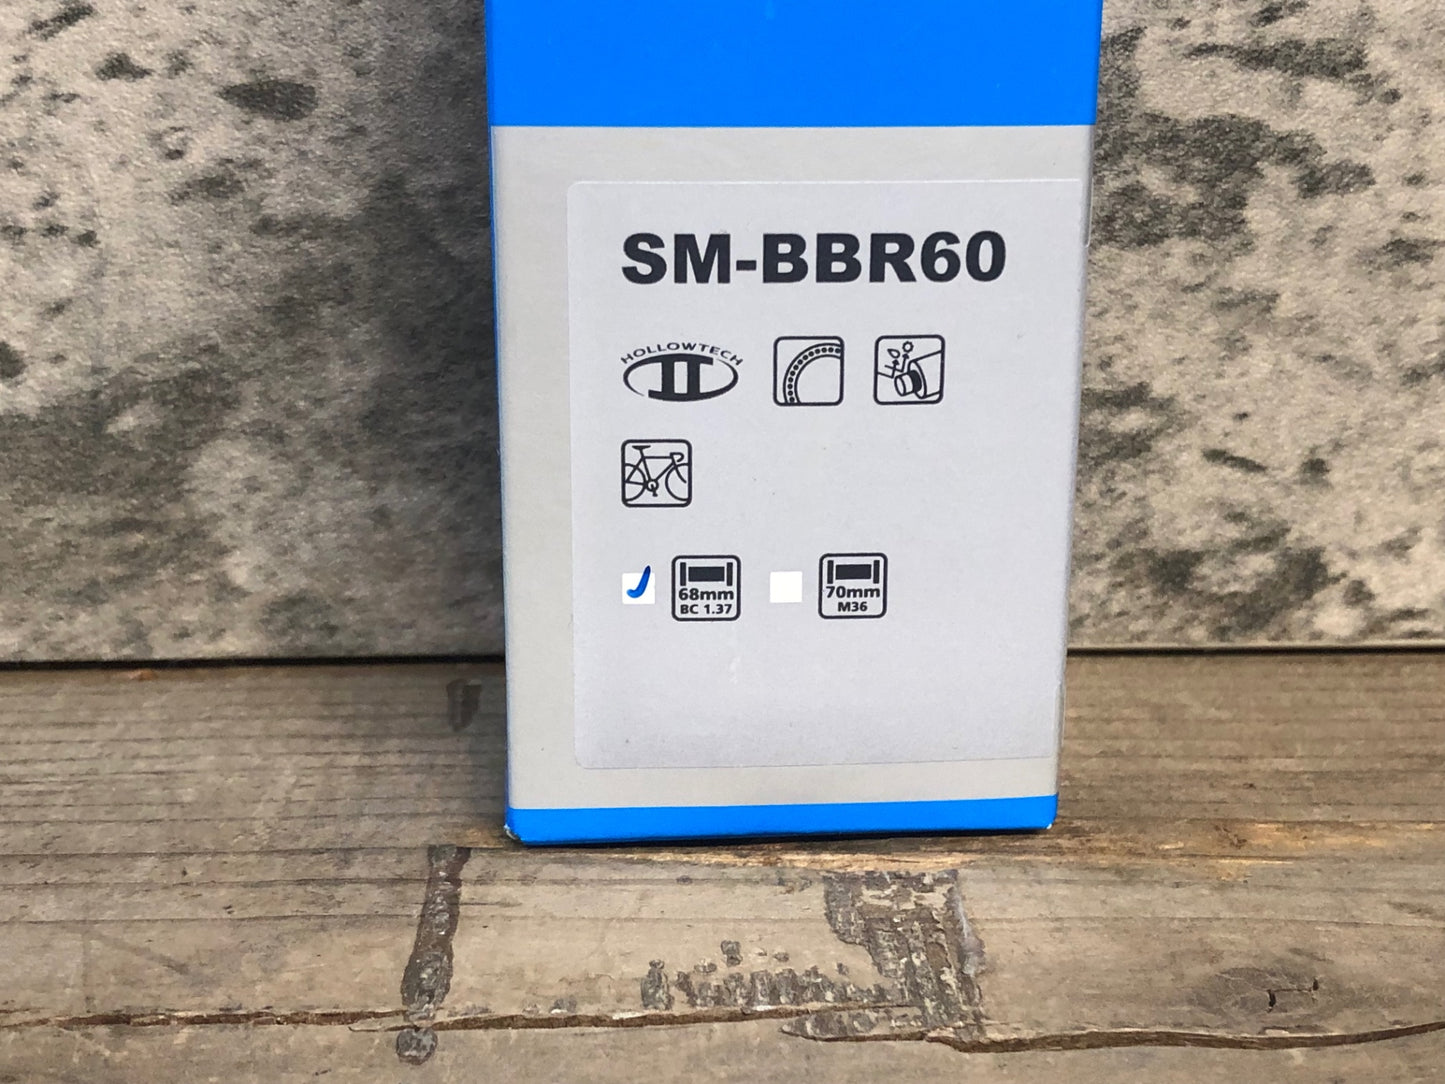 SM-BBR60
HOLLOWTECH
II
68mm
BC 1.37
70mm
M36